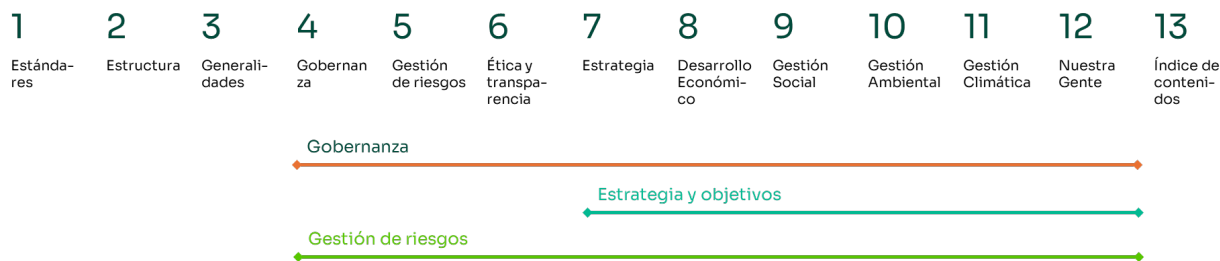 1 2 3 4 5 6 7 8 9 10 11 12 13
Estánda-
res
Estructura
Generali-
dades
Gobernan
za
Gestión
de riesgos
Ética y
transpa-
rencia
Estrategia
Desarrollo
Económi-
co
Gestión
Social
Gestión
Ambiental
Gestión
Climática
Nuestra
Gente
Índice de
conteni-
dos
Gobernanza
Estrategia y objetivos
Gestión de riesgos